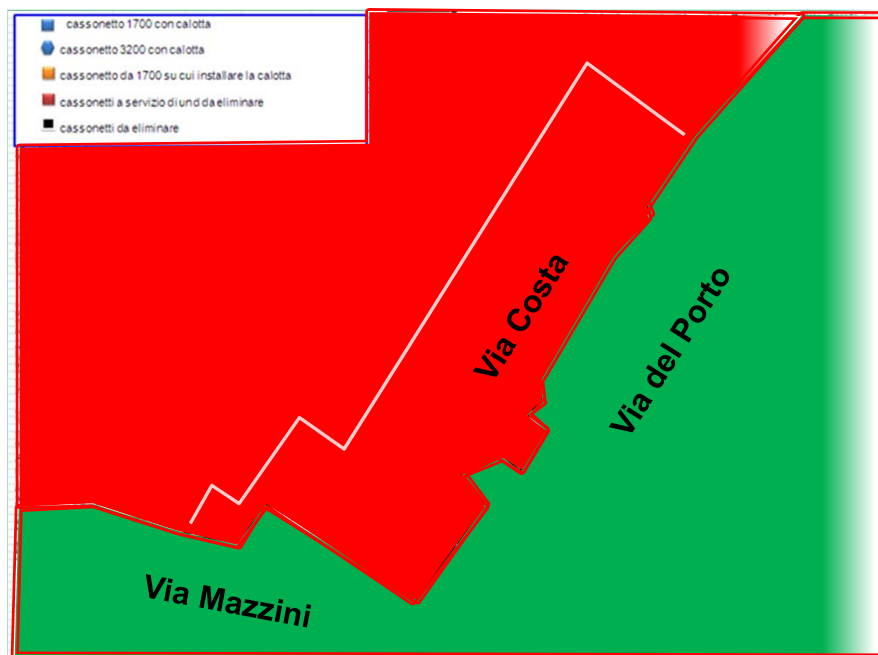 cassonetto 1700 con calotta
cassonetto 3200 con calotta
cassonetto da 1700 su cui installare la calotta
cassonetti a servizio di und da eliminare
cassonetti da eliminare
Via Costa
Via del Porto
Via Mazzini